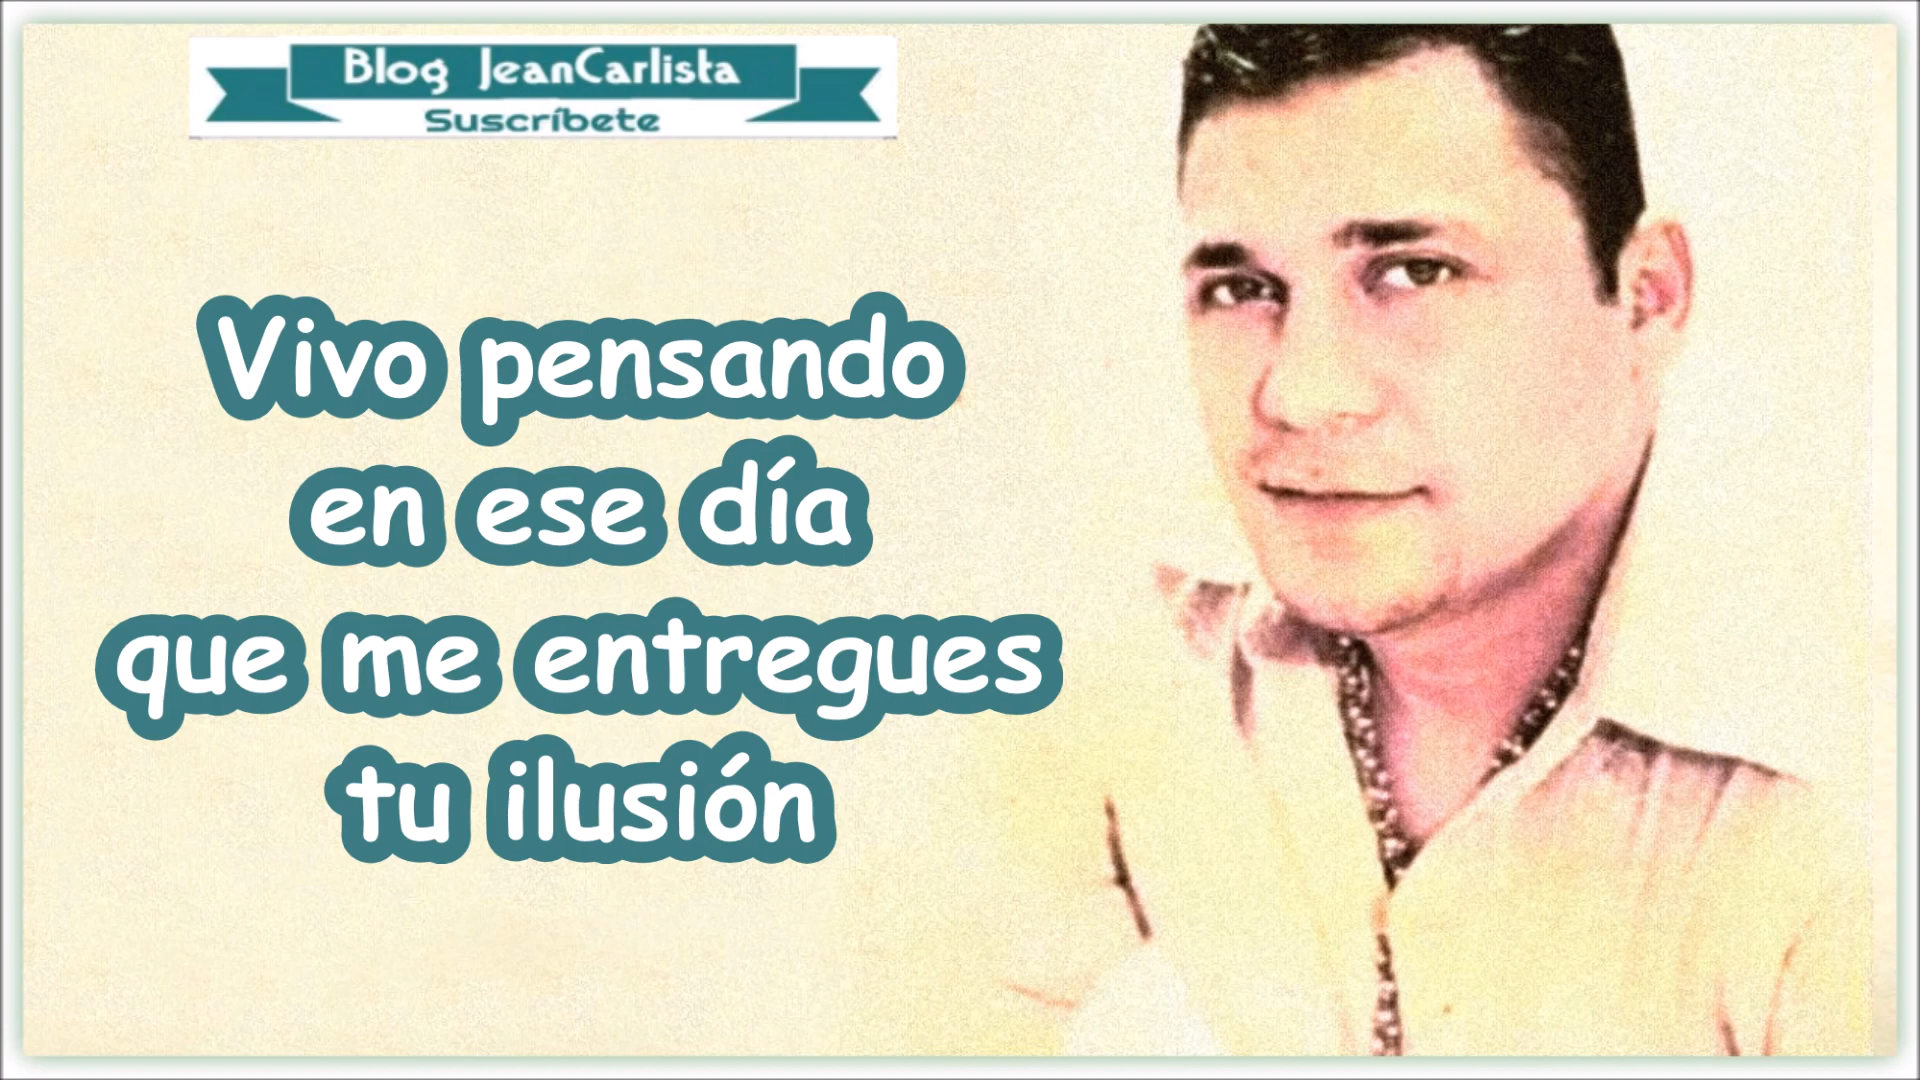 Blog JeanCarlista
Suscríbete
Vivo pensando
en ese día
que me entregues
tu ilusión